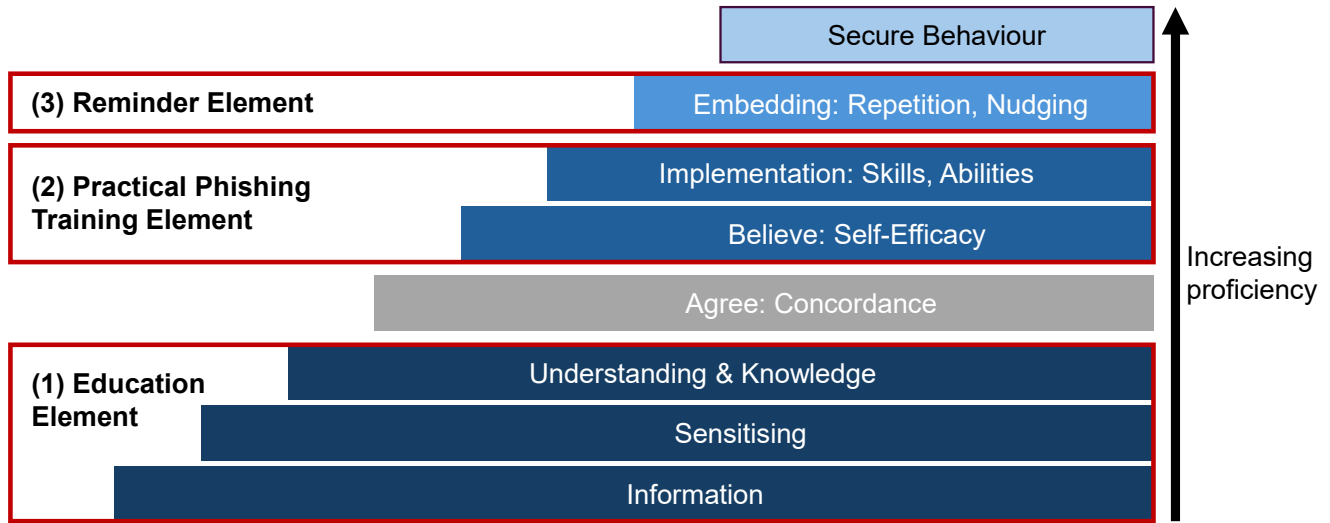 Secure Behaviour
(3) Reminder Element
Embedding: Repetition, Nudging
(2) Practical Phishing
Training Element
Implementation: Skills, Abilities
Believe: Self-Efficacy
Agree: Concordance
Increasing
proficiency
(1) Education
Element
Understanding & Knowledge
Sensitising
Information